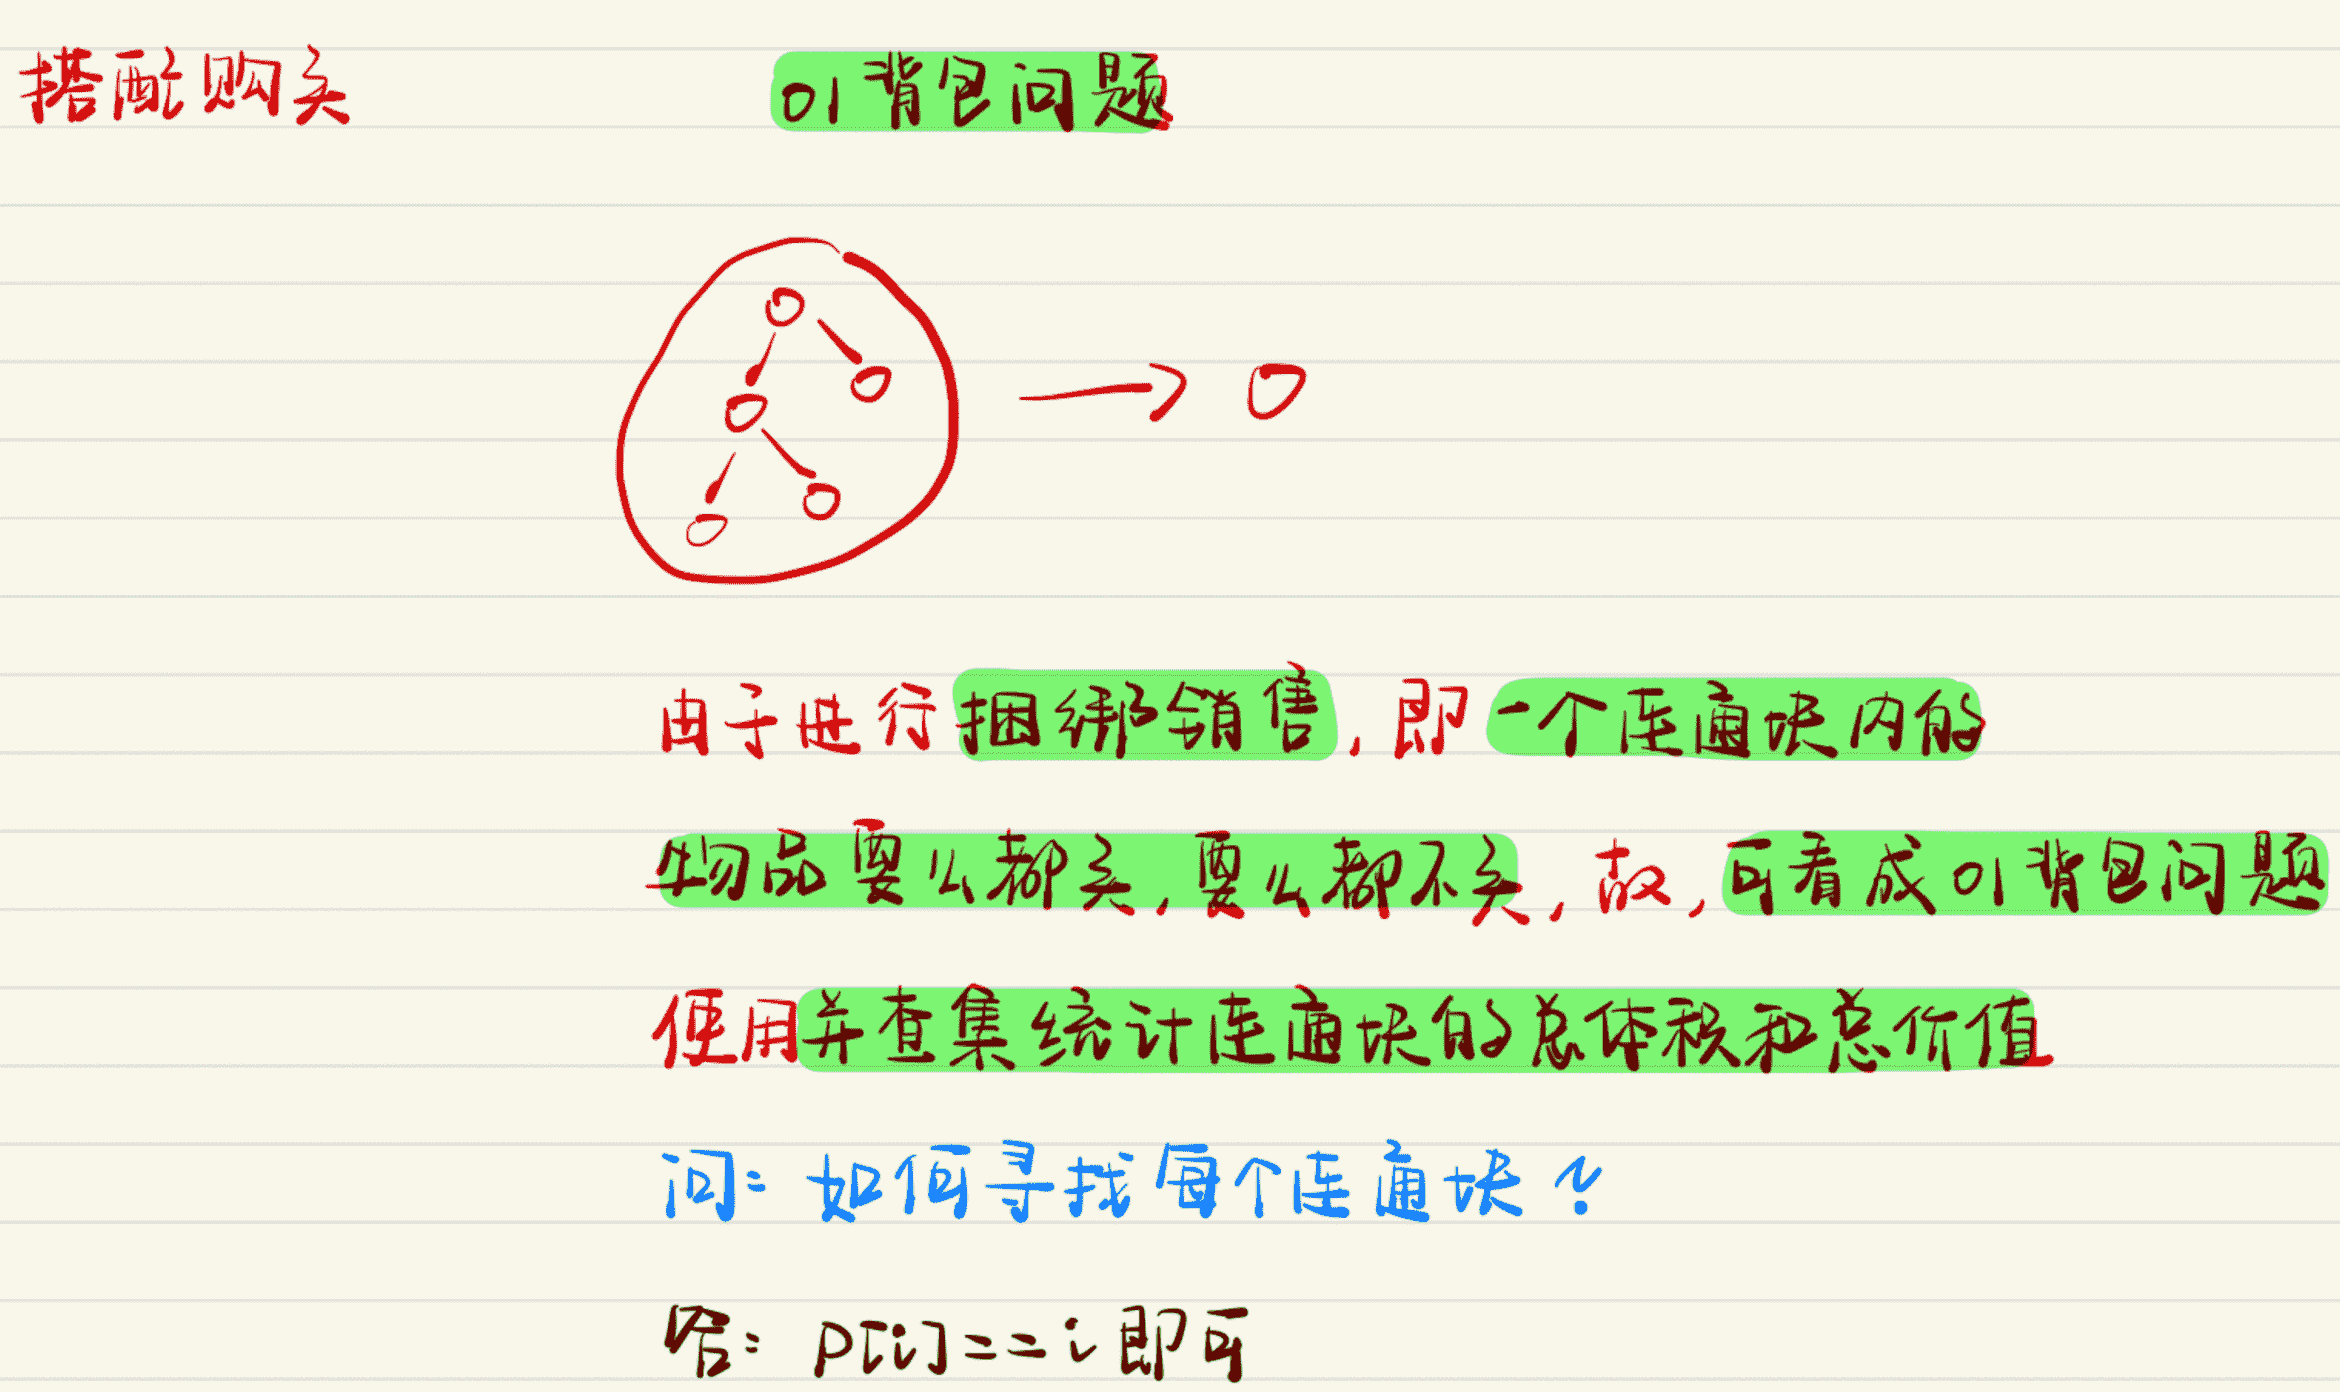 搭配购买
01背包问题
由于进行捆绑销售,即一个连通块内的
物品要么都买,要么都不买,故,可看成01背包问题
使用并查集统计连通块的总体积和总价值
问:如何寻找每个连通块?
答:p[i]==i即可